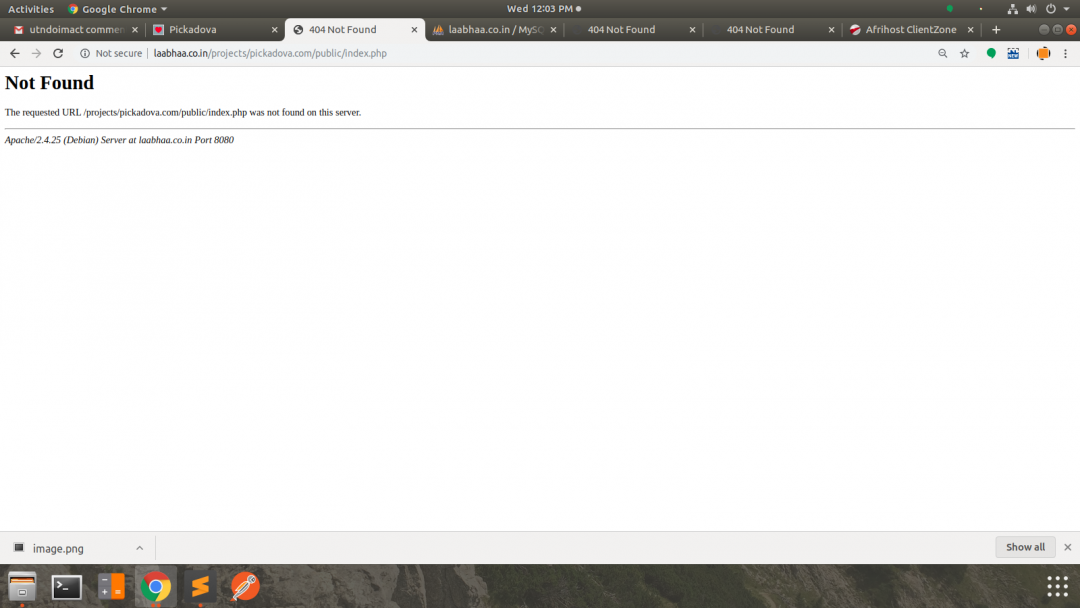 Activities Google Chrome Wed 12:03 PM
utndoimact commen Pickadova 404 Not Found laabhaa.co.in / MySQ 404 Not Found 404 Not Found Afrihost ClientZone
Not secure laabhaa.co.in/projects/pickadova.com/public/index.php
Not Found
The requested URL /projects/pickadova.com/public/index.php was not found on this server.
Apache/2.4.25 (Debian) Server at laabhaa.co.in Port 8080
image.png Show all